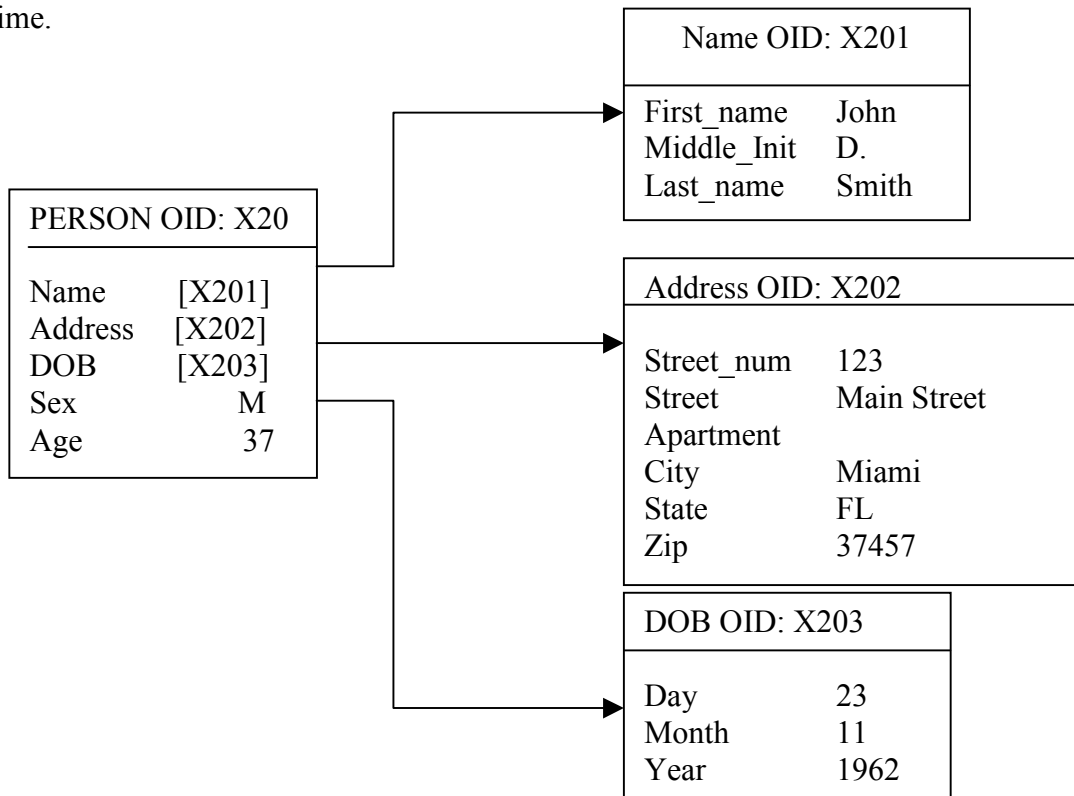 ime.
Name OID: X201
First_name John
Middle_Init D.
Last_name Smith
PERSON OID: X20
Name [X201]
Address [X202]
DOB [X203]
Sex M
Age 37
Address OID: X202
Street_num 123
Street Main Street
Apartment
City Miami
State FL
Zip 37457
DOB OID: X203
Day 23
Month 11
Year 1962